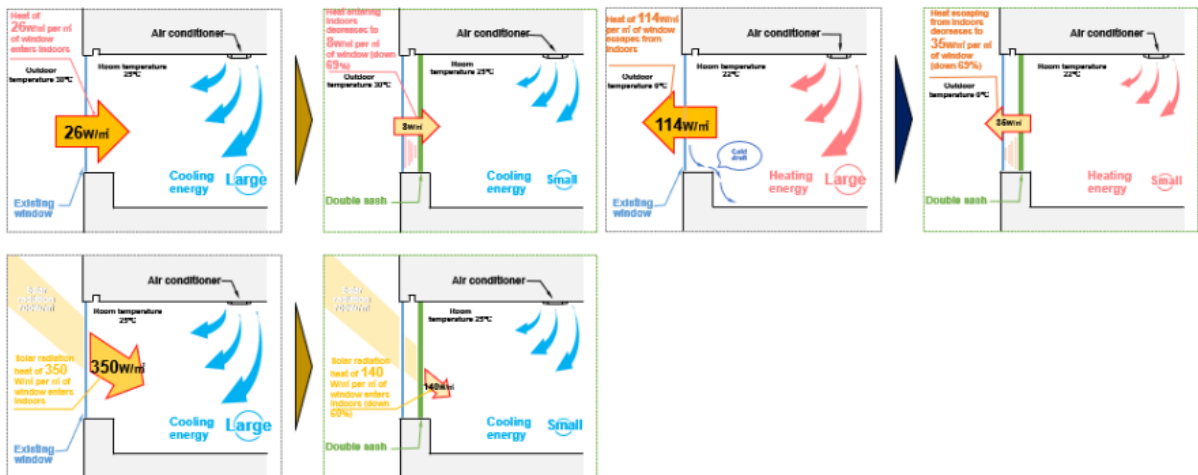 Heat of
26W/㎡ per ㎡
of window
enters indoors
Outdoor
temperature 30℃
Air conditioner
Room temperature
25℃
26W/㎡
Cooling
energy
Large
Existing
window
Heat entering
indoors
decreases to
8W/㎡ per ㎡
of window (down
69%)
Outdoor
temperature 30℃
Air conditioner
Room temperature 25℃
8W/㎡
Cooling
energy
Small
Double sash
Heat of 114W/㎡
per ㎡ of window
escapes from
indoors
Outdoor
temperature 0℃
Air conditioner
Room temperature
22℃
114W/㎡
Cold
draft
Heating
energy
Large
Existing
window
Heat escaping
from indoors
decreases to
35W/㎡ per ㎡
of window
(down 69%)
Outdoor
temperature 0℃
Air conditioner
Room temperature
22℃
35W/㎡
Heating
energy
Small
Double sash
Solar
radiation
700W/㎡
Air conditioner
Room temperature
25℃
Solar radiation
heat of 350
W/㎡ per ㎡ of
window enters
indoors
350W/㎡
Cooling
energy
Large
Existing
window
Solar
radiation
700W/㎡
Air conditioner
Room
temperature 25℃
Solar radiation
heat of 140
W/㎡ per ㎡ of
window enters
indoors (down
60%)
140W/㎡
Cooling
energy
Small
Double sash